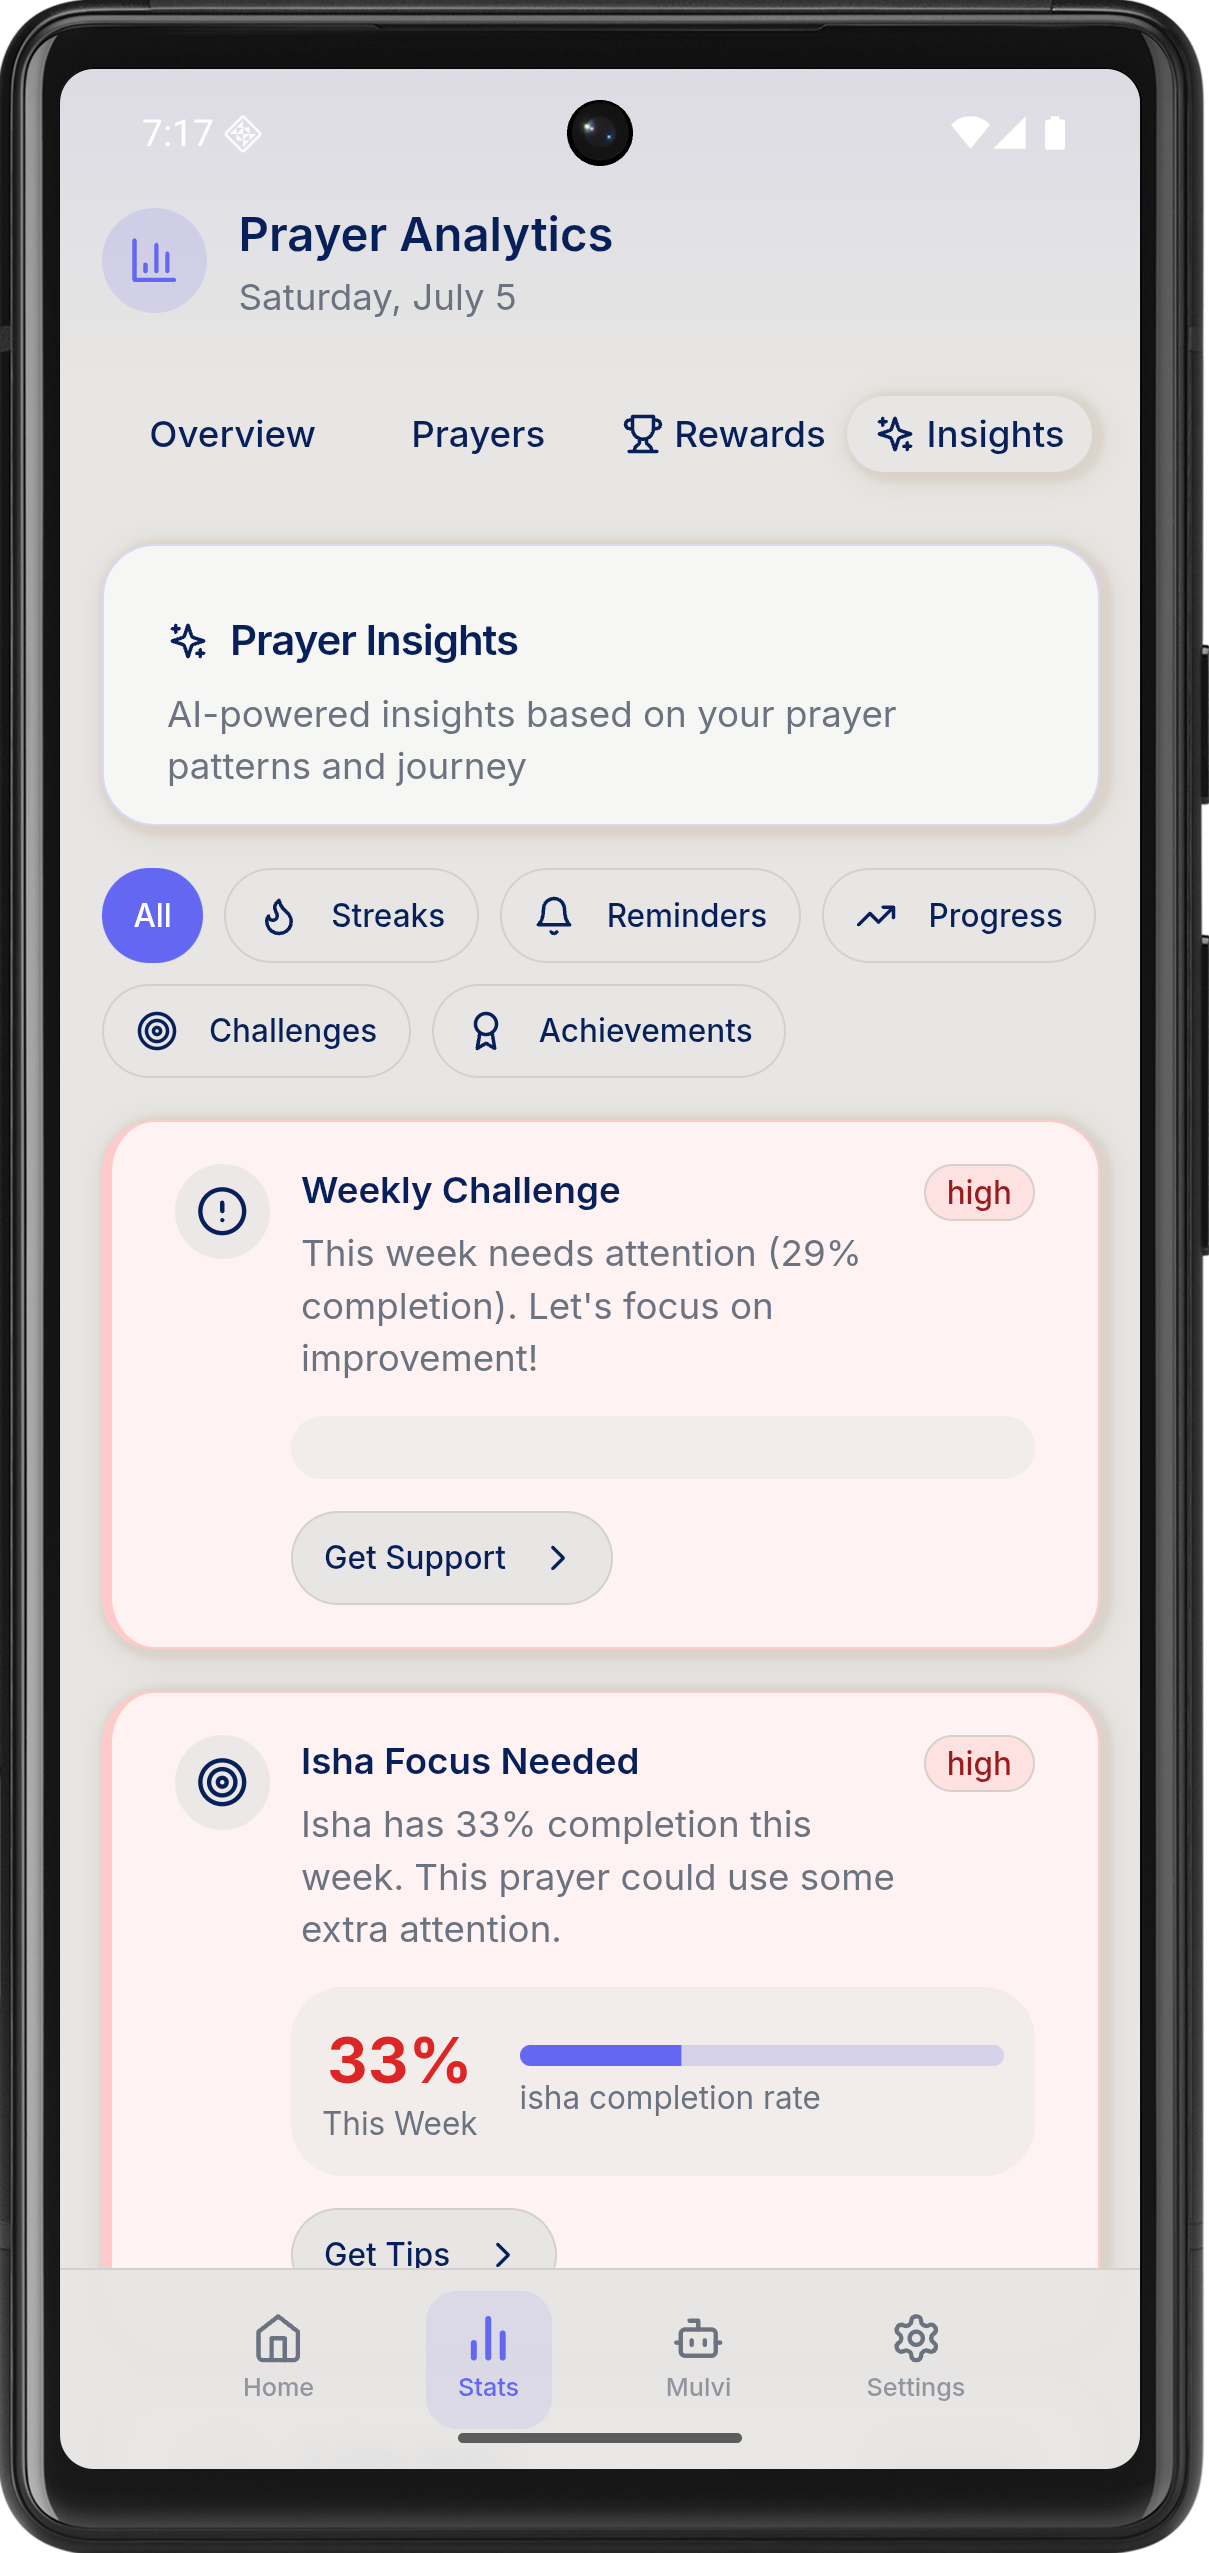 7:17
Prayer Analytics
Saturday, July 5
Overview Prayers Rewards Insights
Prayer Insights
AI-powered insights based on your prayer
patterns and journey
All Streaks Reminders Progress
Challenges Achievements
Weekly Challenge high
This week needs attention (29%
completion). Let's focus on
improvement!
Get Support
Isha Focus Needed high
Isha has 33% completion this
week. This prayer could use some
extra attention.
33%
This Week
isha completion rate
Get Tips
Home Stats Mulvi Settings